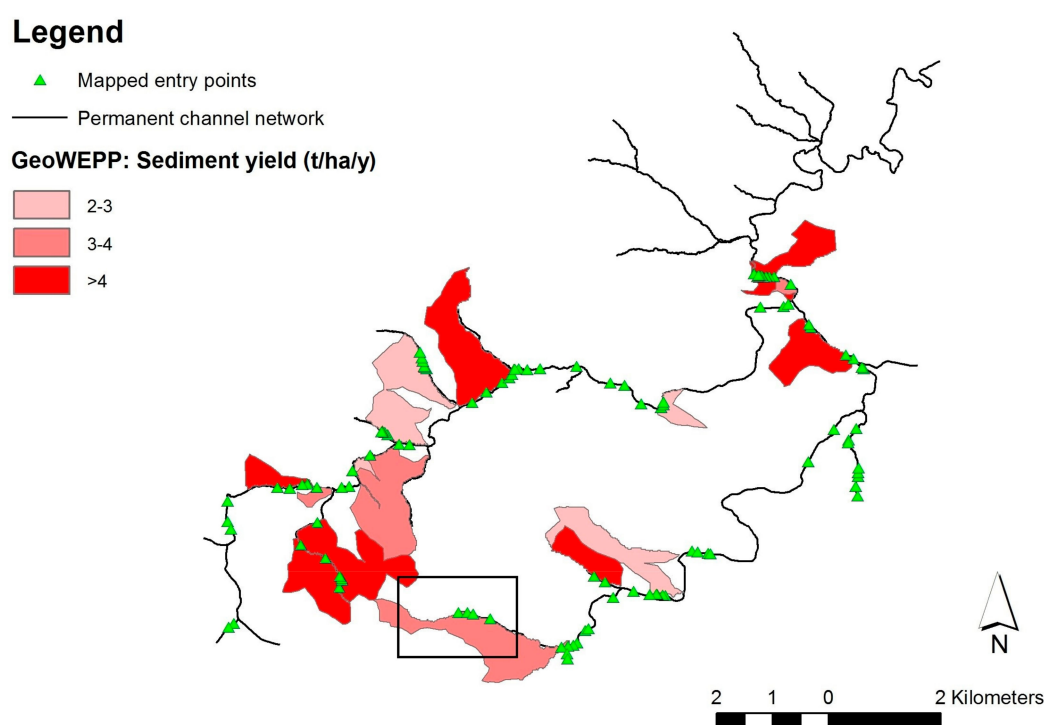 Legend
Mapped entry points
Permanent channel network
GeoWEPP: Sediment yield (t/ha/y)
2-3
3-4
>4
N
2 1 0 2 Kilometers